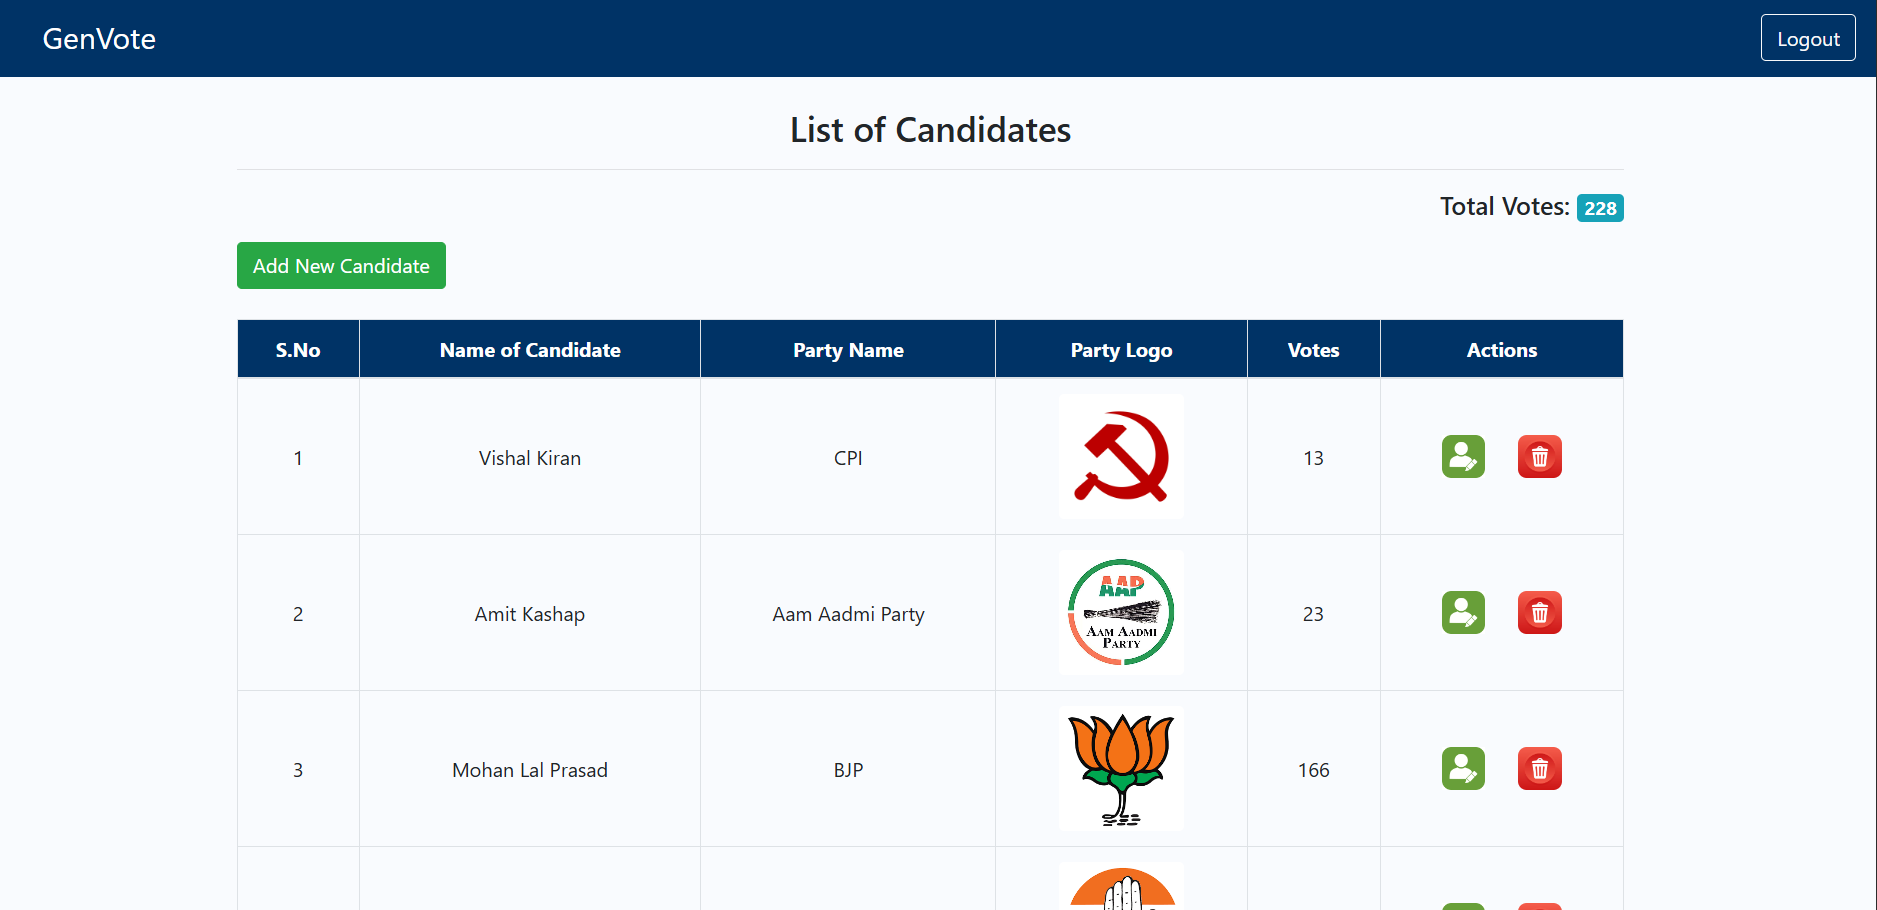 GenVote
Logout
List of Candidates
Total Votes: 228
Add New Candidate
S.No Name of Candidate Party Name Party Logo Votes Actions
1 Vishal Kiran CPI 13
2 Amit Kashap Aam Aadmi Party 23
AAP
AAM AADMI
PARTY
3 Mohan Lal Prasad BJP 166